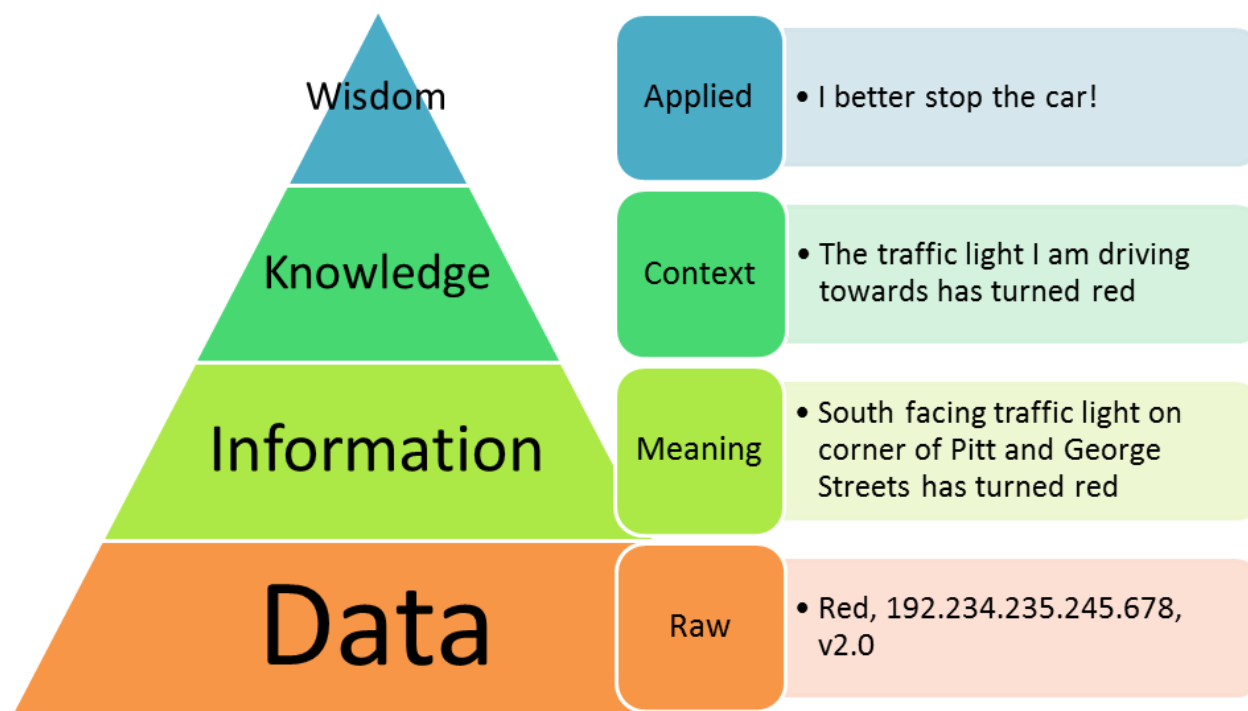 Wisdom
Applied
• I better stop the car!
Knowledge
Context
• The traffic light I am driving
towards has turned red
Information
Meaning
• South facing traffic light on
corner of Pitt and George
Streets has turned red
Data
Raw
• Red, 192.234.235.245.678,
v2.0